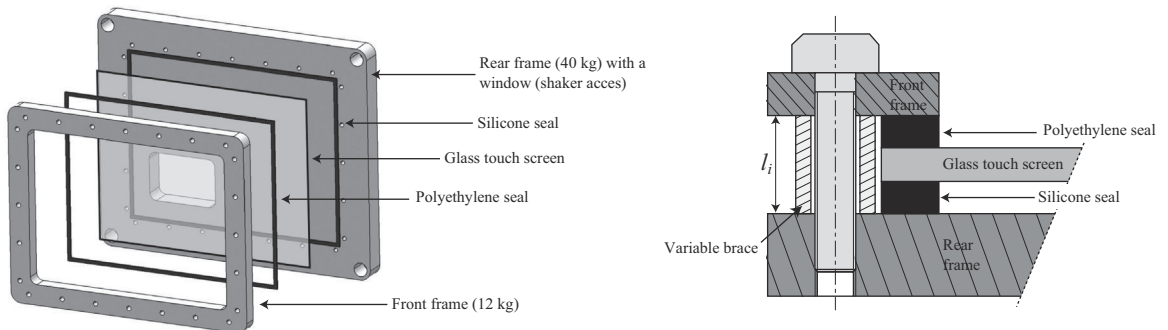 Rear frame (40 kg) with a
window (shaker acces)
Silicone seal
Glass touch screen
Polyethylene seal
Front frame (12 kg)
Front
frame
Polyethylene seal
l_i
Glass touch screen
Silicone seal
Variable brace
Rear
frame